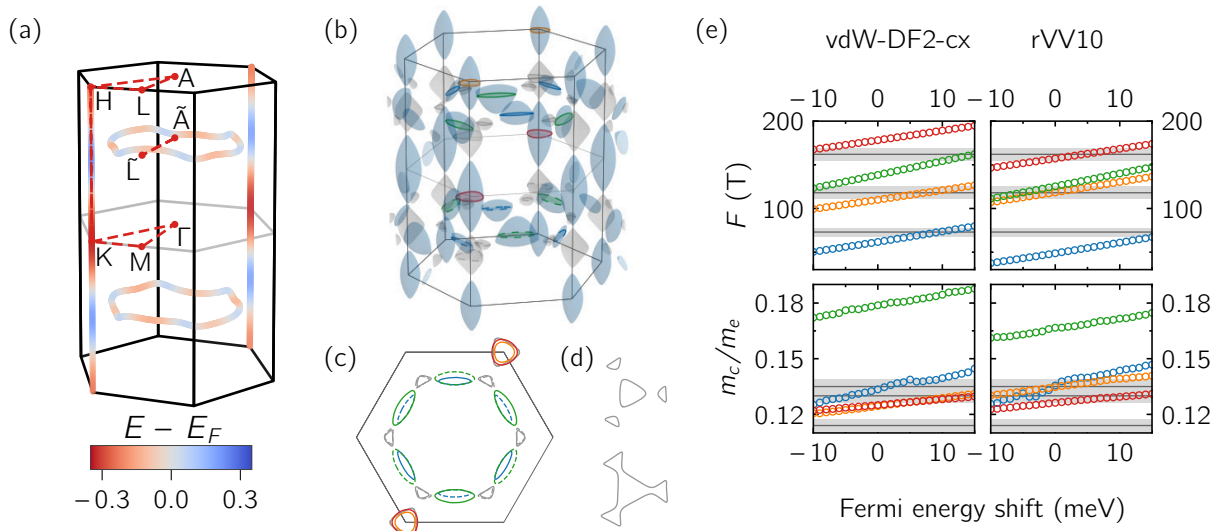 (a)
A
H
L
Ã
L̃
Γ
K
M
E − E_F
−0.3 0.0 0.3
(b)
(c)
(d)
(e)
vdW-DF2-cx rVV10
−10 0 10 −10 0 10
200 200
100 100
F (T)
0.18 0.18
0.15 0.15
0.12 0.12
m_c/m_e
−10 0 10 −10 0 10
Fermi energy shift (meV)